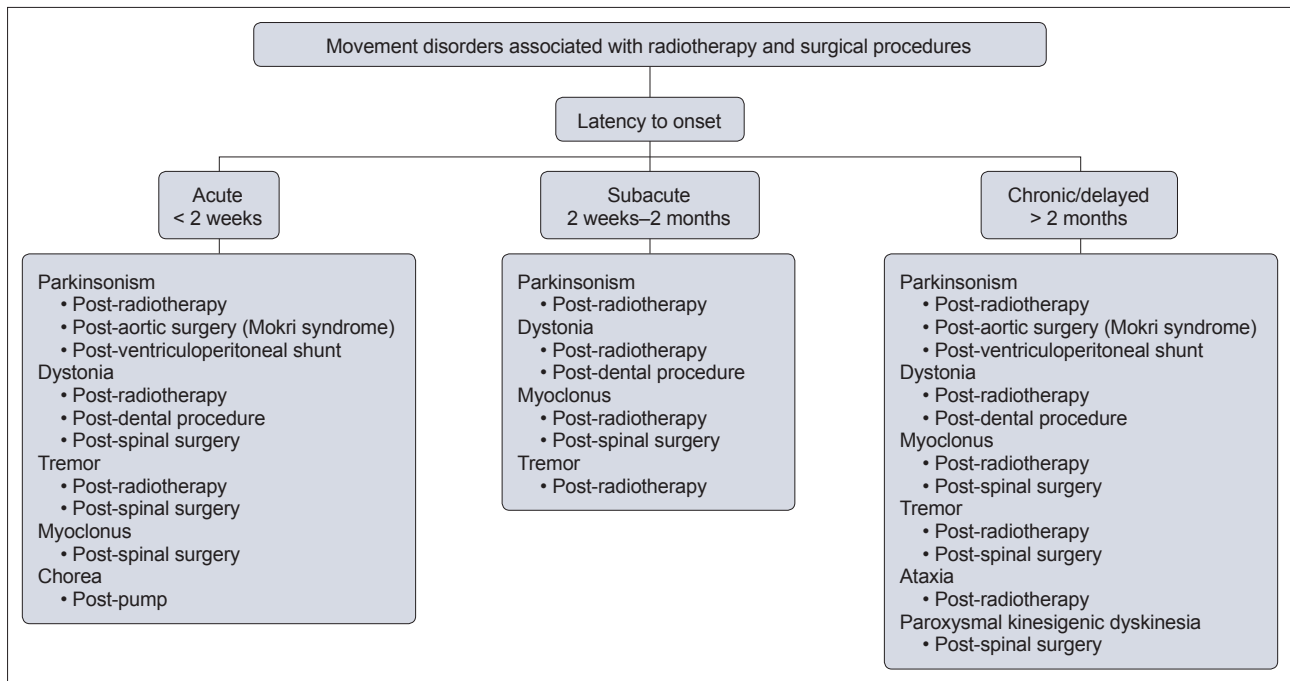 Movement disorders associated with radiotherapy and surgical procedures
Latency to onset
Acute
< 2 weeks
Subacute
2 weeks–2 months
Chronic/delayed
> 2 months
Parkinsonism
• Post-radiotherapy
• Post-aortic surgery (Mokri syndrome)
• Post-ventriculoperitoneal shunt
Dystonia
• Post-radiotherapy
• Post-dental procedure
• Post-spinal surgery
Tremor
• Post-radiotherapy
• Post-spinal surgery
Myoclonus
• Post-spinal surgery
Chorea
• Post-pump
Parkinsonism
• Post-radiotherapy
Dystonia
• Post-radiotherapy
• Post-dental procedure
Myoclonus
• Post-radiotherapy
• Post-spinal surgery
Tremor
• Post-radiotherapy
Parkinsonism
• Post-radiotherapy
• Post-aortic surgery (Mokri syndrome)
• Post-ventriculoperitoneal shunt
Dystonia
• Post-radiotherapy
• Post-dental procedure
Myoclonus
• Post-radiotherapy
• Post-spinal surgery
Tremor
• Post-radiotherapy
• Post-spinal surgery
Ataxia
• Post-radiotherapy
Paroxysmal kinesigenic dyskinesia
• Post-spinal surgery